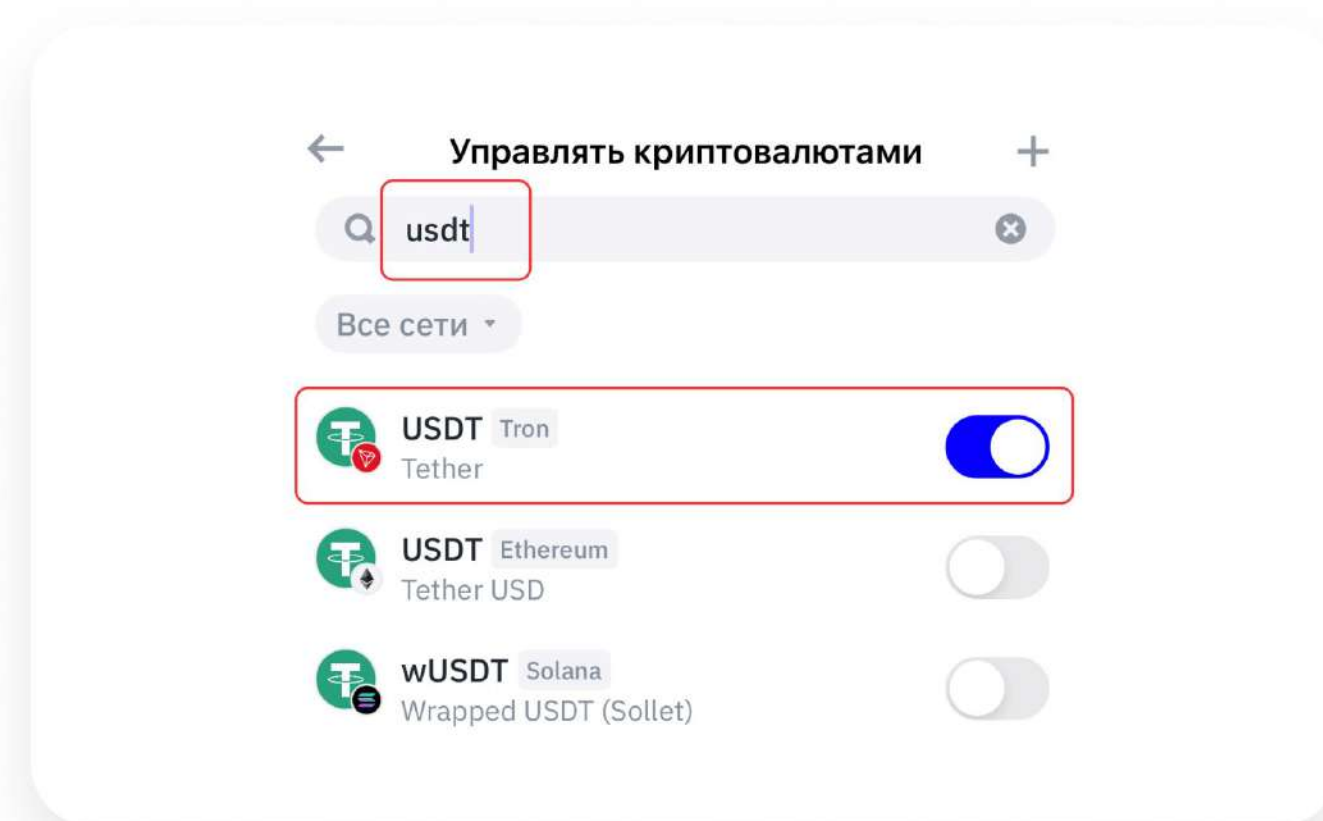 Управлять криптовалютами
usdt
Все сети
USDT Tron
Tether
USDT Ethereum
Tether USD
wUSDT Solana
Wrapped USDT (Sollet)